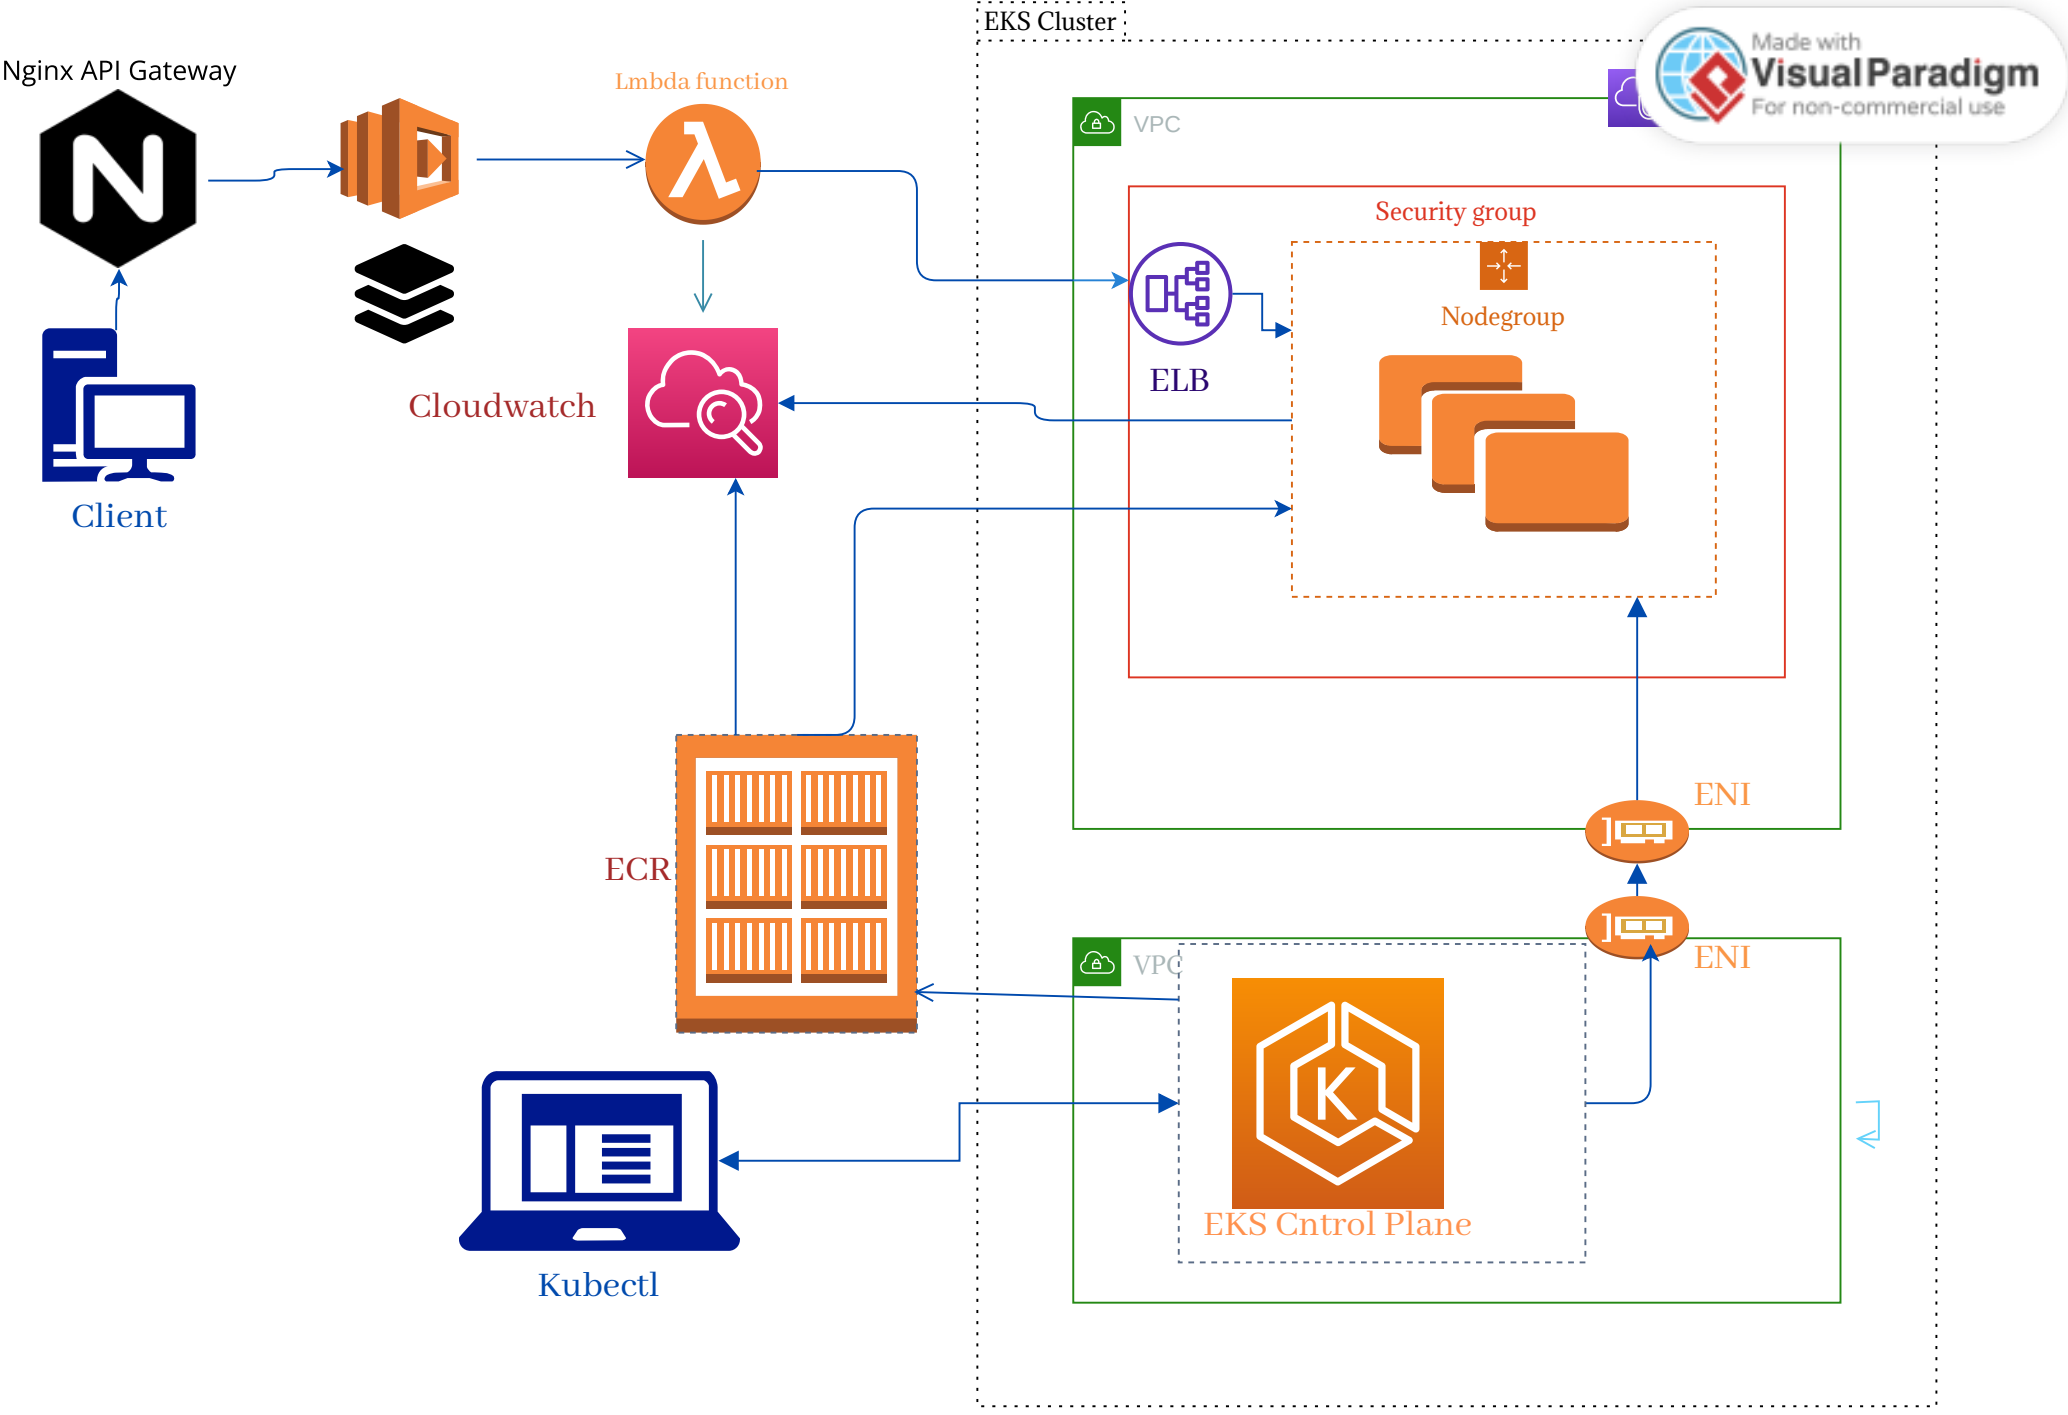 EKS Cluster
Made with
Visual Paradigm
For non-commercial use
Nginx API Gateway
Lmbda function
VPC
Security group
Nodegroup
ELB
Cloudwatch
Client
ENI
ECR
ENI
VPC
K
EKS Cntrol Plane
Kubectl